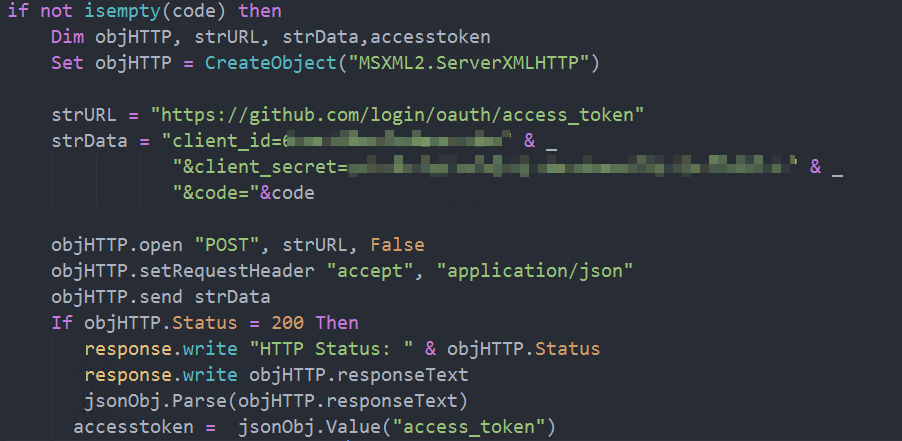 if not isempty(code) then
Dim objHTTP, strURL, strData,accesstoken
Set objHTTP = CreateObject("MSXML2.ServerXMLHTTP")
strURL = "https://github.com/login/oauth/access_token"
strData = "client_id= " & _
"&client_secret= " & _
"&code="&code
objHTTP.open "POST", strURL, False
objHTTP.setRequestHeader "accept", "application/json"
objHTTP.send strData
If objHTTP.Status = 200 Then
response.write "HTTP Status: " & objHTTP.Status
response.write objHTTP.responseText
jsonObj.Parse(objHTTP.responseText)
accesstoken =  jsonObj.Value("access_token")